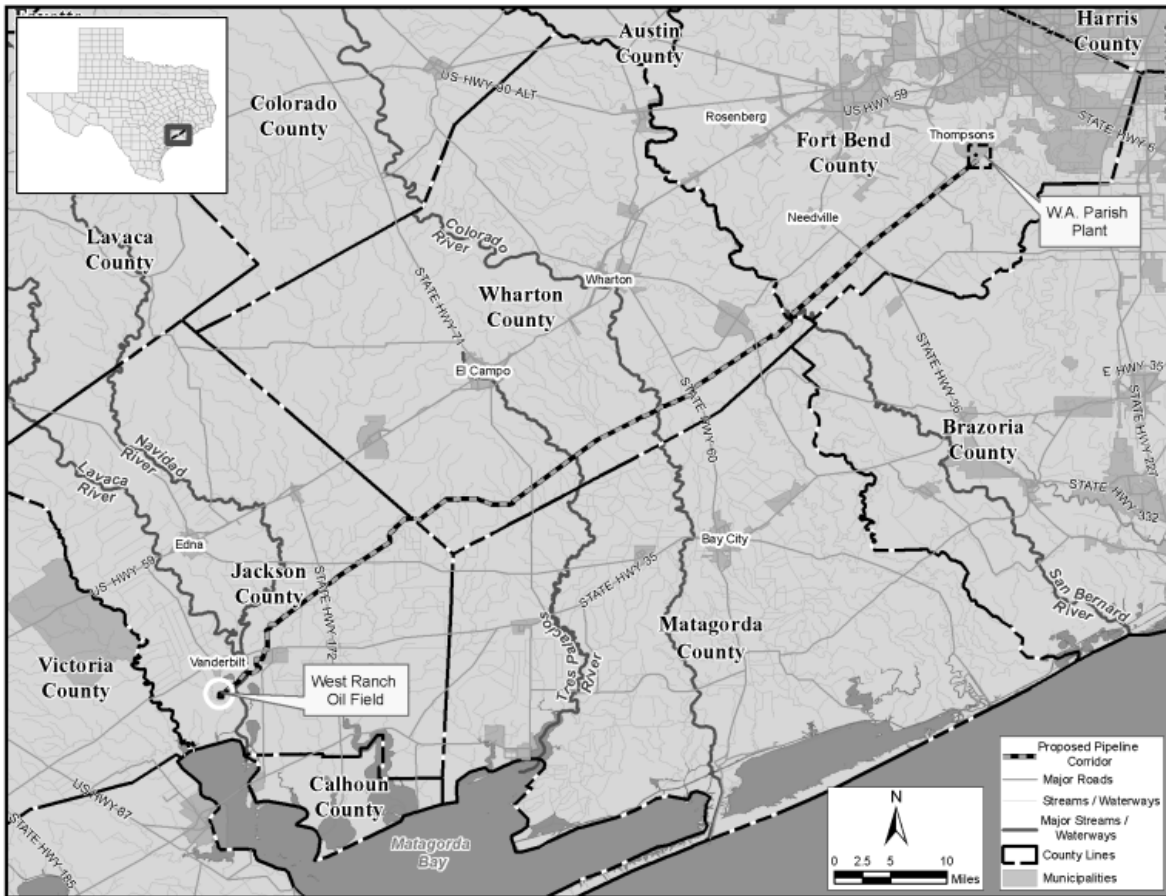 Austin
County
Harris
County
US HWY 90 ALT
Colorado
County
US HWY 59
STATE HWY 6
Rosenberg
Fort Bend
County
Thompsons
W.A. Parish
Plant
Needville
Lavaca
County
Colorado
River
Wharton
Wharton
County
STATE HWY 71
El Campo
STATE HWY 36
E HWY 35
STATE HWY 60
Brazoria
County
STATE HWY 227
STATE HWY 332
Navidad
River
Lavaca
River
Edna
US HWY 59
Jackson
County
STATE HWY 172
Bay City
STATE HWY 35
San Bernard
River
Matagorda
County
Tres Palacios
River
Vanderbilt
Victoria
County
West Ranch
Oil Field
Calhoun
County
US HWY 87
STATE HWY 185
Matagorda
Bay
N
0 2.5 5 10
Miles
Proposed Pipeline
Corridor
Major Roads
Streams / Waterways
Major Streams /
Waterways
County Lines
Municipalities